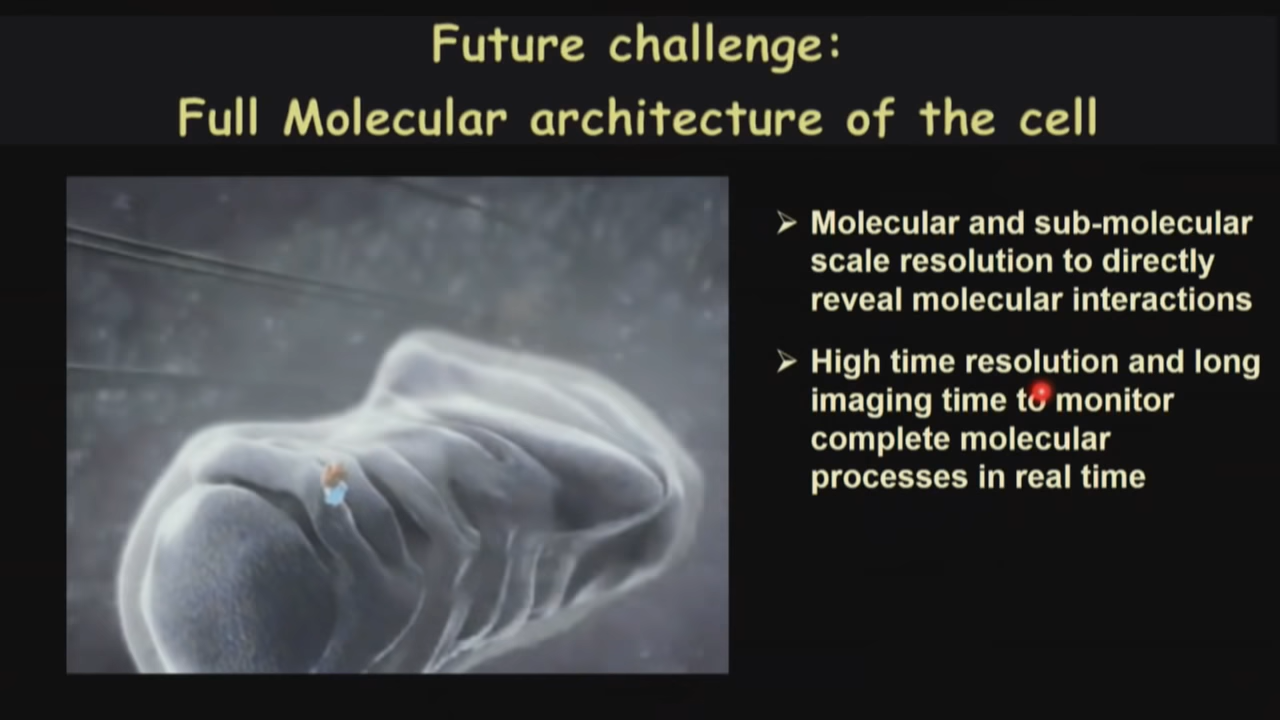 Future challenge:
Full Molecular architecture of the cell
➢ Molecular and sub-molecular
scale resolution to directly
reveal molecular interactions
➢ High time resolution and long
imaging time to monitor
complete molecular
processes in real time